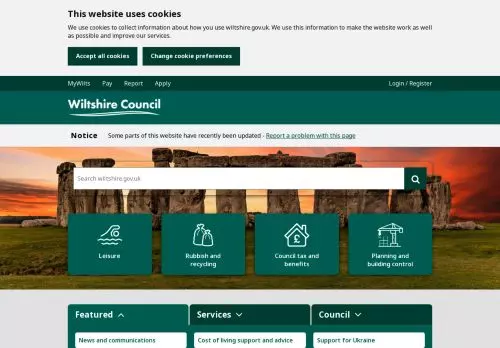 This website uses cookies
We use cookies to collect information about how you use wiltshire.gov.uk. We use this information to make the website work as well
as possible and improve our services.
Accept all cookies
Change cookie preferences
MyWilts Pay Report Apply Login / Register
Wiltshire Council
Notice Some parts of this website have recently been updated - Report a problem with this page
Search wiltshire.gov.uk
Leisure
Rubbish and
recycling
Council tax and
benefits
Planning and
building control
Featured Services Council
News and communications Cost of living support and advice Support for Ukraine